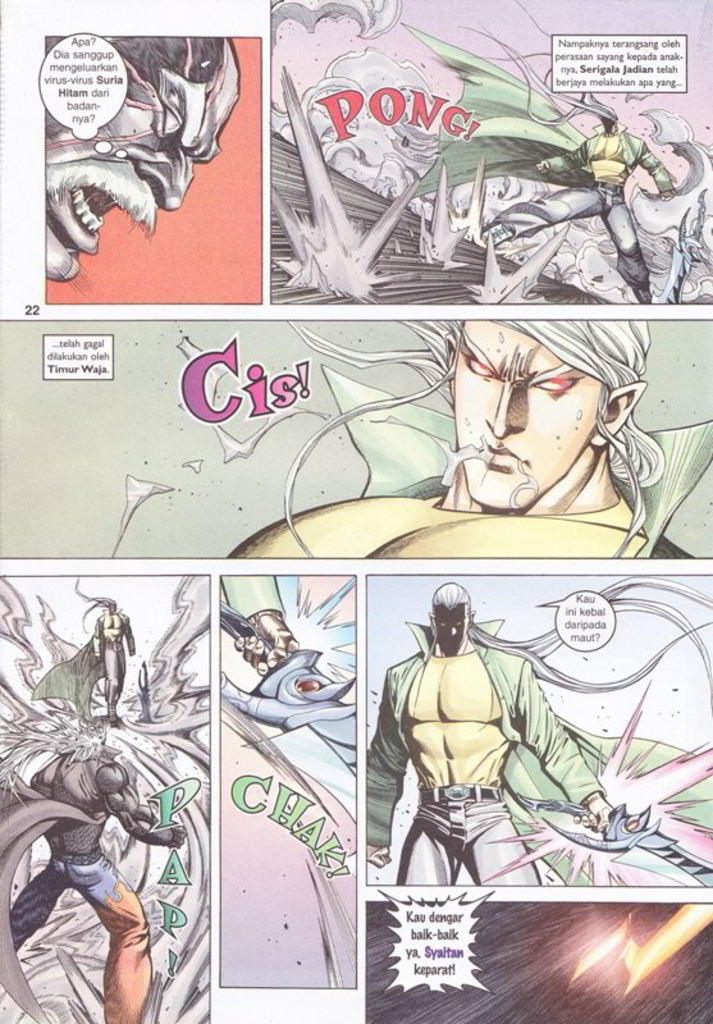 Apa?
Dia sanggup
mengeluarkan
virus-virus Suria
Hitam dari
badan-
nya?
PONG!
Nampaknya terangsang oleh
perasaan sayang kepada anak-
nya, Serigala Jadian telah
berjaya melakukan apa yang...
22
...telah gagal
dilakukan oleh
Timur Waja.
Cis!
PAP!
CHAK!
Kau
ini kebal
daripada
maut?
Kau dengar
baik-baik
ya, Syaitan
keparat!